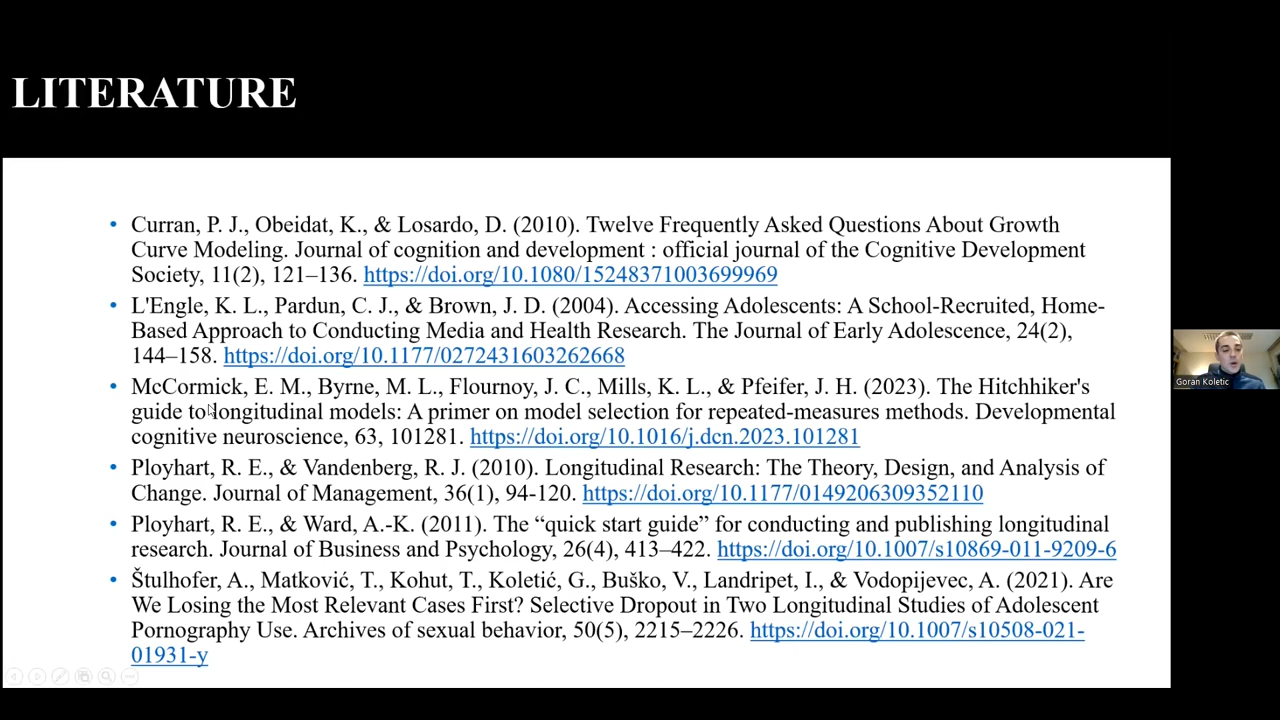 LITERATURE
• Curran, P. J., Obeidat, K., & Losardo, D. (2010). Twelve Frequently Asked Questions About Growth
Curve Modeling. Journal of cognition and development : official journal of the Cognitive Development
Society, 11(2), 121–136. https://doi.org/10.1080/15248371003699969
• L'Engle, K. L., Pardun, C. J., & Brown, J. D. (2004). Accessing Adolescents: A School-Recruited, Home-
Based Approach to Conducting Media and Health Research. The Journal of Early Adolescence, 24(2),
144–158. https://doi.org/10.1177/0272431603262668
• McCormick, E. M., Byrne, M. L., Flournoy, J. C., Mills, K. L., & Pfeifer, J. H. (2023). The Hitchhiker's
guide to longitudinal models: A primer on model selection for repeated-measures methods. Developmental
cognitive neuroscience, 63, 101281. https://doi.org/10.1016/j.dcn.2023.101281
• Ployhart, R. E., & Vandenberg, R. J. (2010). Longitudinal Research: The Theory, Design, and Analysis of
Change. Journal of Management, 36(1), 94-120. https://doi.org/10.1177/0149206309352110
• Ployhart, R. E., & Ward, A.-K. (2011). The “quick start guide” for conducting and publishing longitudinal
research. Journal of Business and Psychology, 26(4), 413–422. https://doi.org/10.1007/s10869-011-9209-6
• Štulhofer, A., Matković, T., Kohut, T., Koletić, G., Buško, V., Landripet, I., & Vodopijevec, A. (2021). Are
We Losing the Most Relevant Cases First? Selective Dropout in Two Longitudinal Studies of Adolescent
Pornography Use. Archives of sexual behavior, 50(5), 2215–2226. https://doi.org/10.1007/s10508-021-
01931-y
Goran Koletic